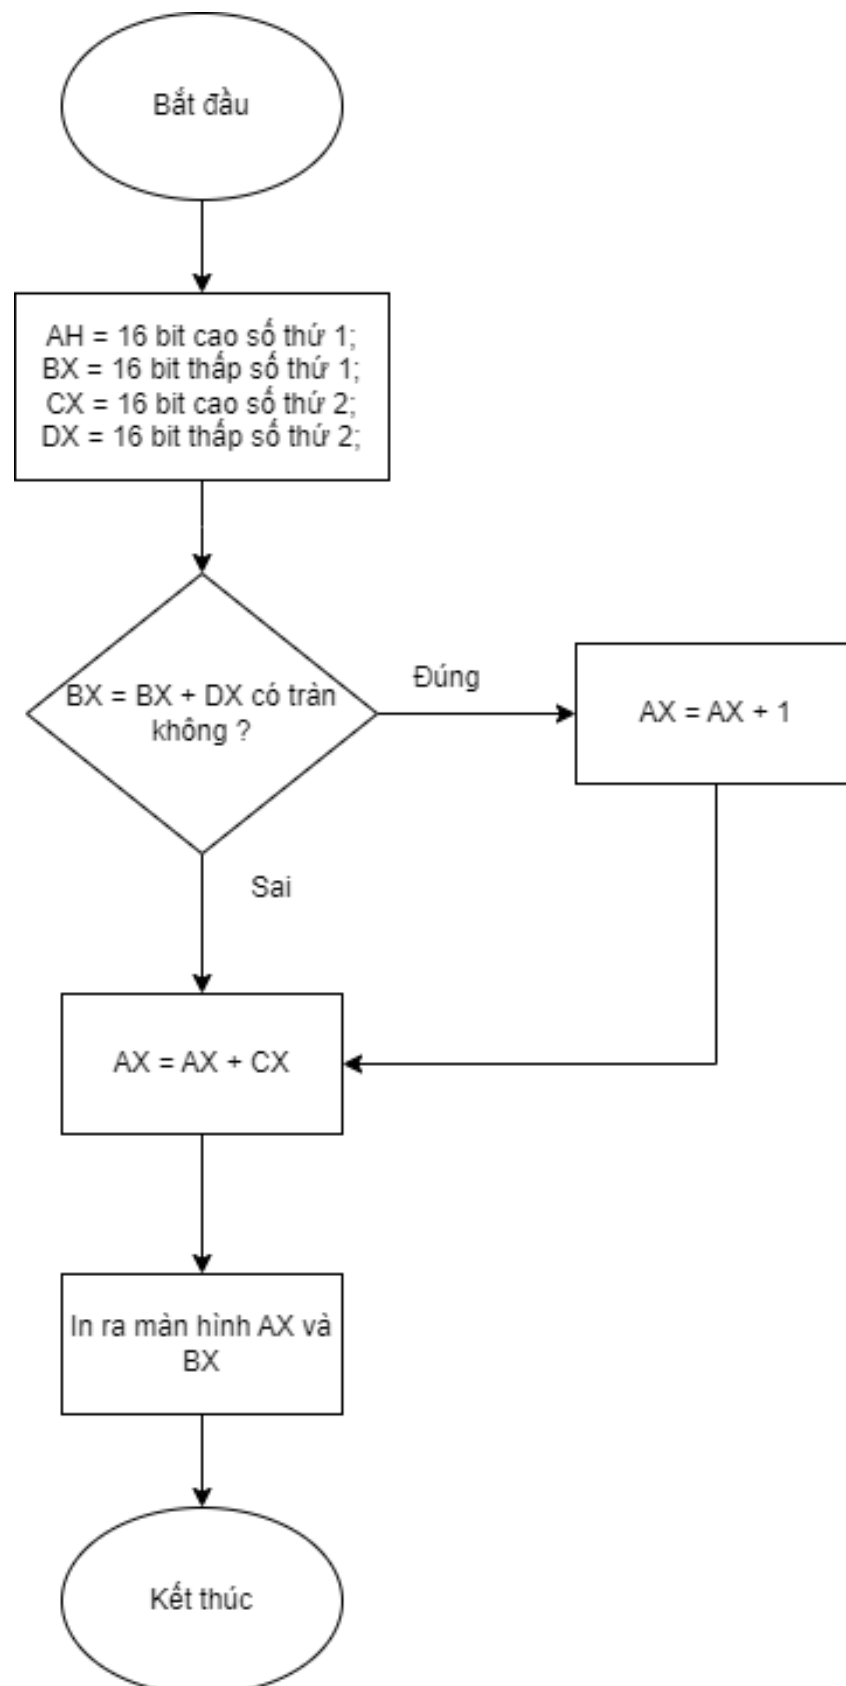 Bắt đầu
AH = 16 bit cao số thứ 1;
BX = 16 bit thấp số thứ 1;
CX = 16 bit cao số thứ 2;
DX = 16 bit thấp số thứ 2;
BX = BX + DX có tràn
không ?
Đúng
AX = AX + 1
Sai
AX = AX + CX
In ra màn hình AX và
BX
Kết thúc